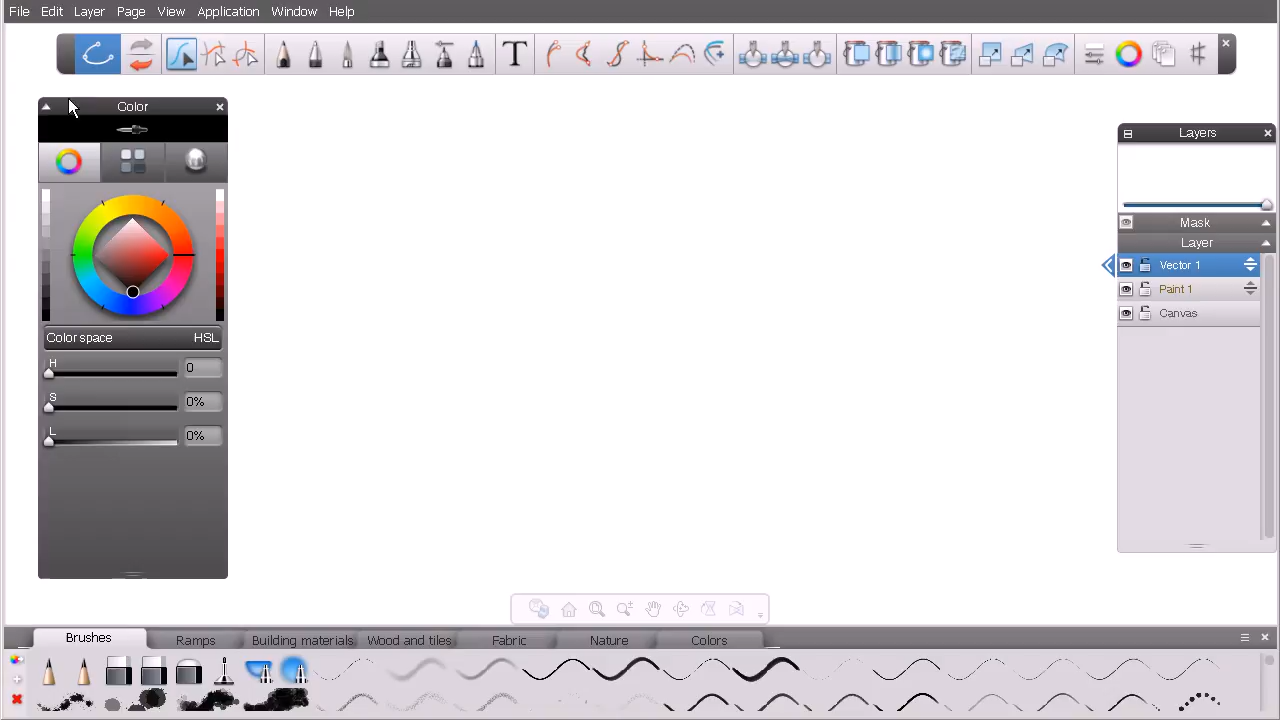 File Edit Layer Page View Application Window Help
T
Color
Layers
Mask
Layer
Vector 1
Paint 1
Canvas
Color space HSL
H 0
S 0%
L 0%
Brushes Ramps Building materials Wood and tiles Fabric Nature Colors